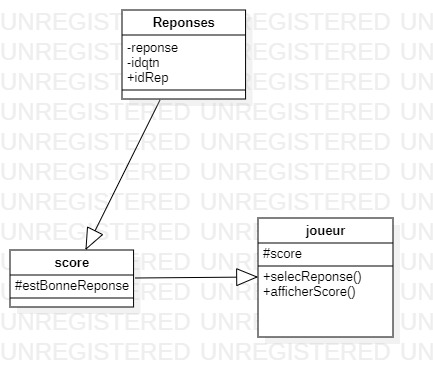 Reponses
-reponse
-idqtn
+idRep
score
#estBonneReponse
joueur
#score
+selecReponse()
+afficherScore()
UNREGISTERED UNREGISTERED UN
UNREGISTERED UNREGISTERED UN
UNREGISTERED UNREGISTERED UN
UNREGISTERED UNREGISTERED UN
UNREGISTERED UNREGISTERED UN
UNREGISTERED UNREGISTERED UN
UNREGISTERED UNREGISTERED UN
UNREGISTERED UNREGISTERED UN
UNREGISTERED UNREGISTERED UN
UNREGISTERED UNREGISTERED UN
UNREGISTERED UNREGISTERED UN
UNREGISTERED UNREGISTERED UN